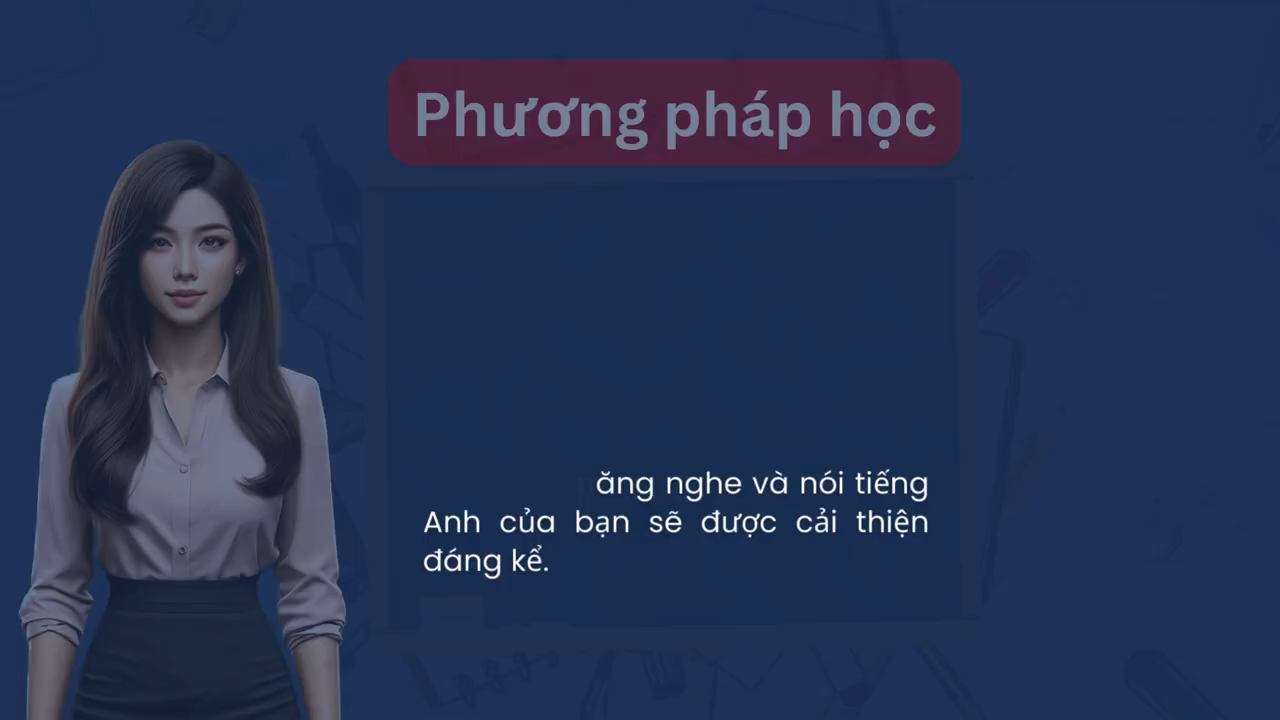 Phương pháp học
ăng nghe và nói tiếng
Anh của bạn sẽ được cải thiện
đáng kể.